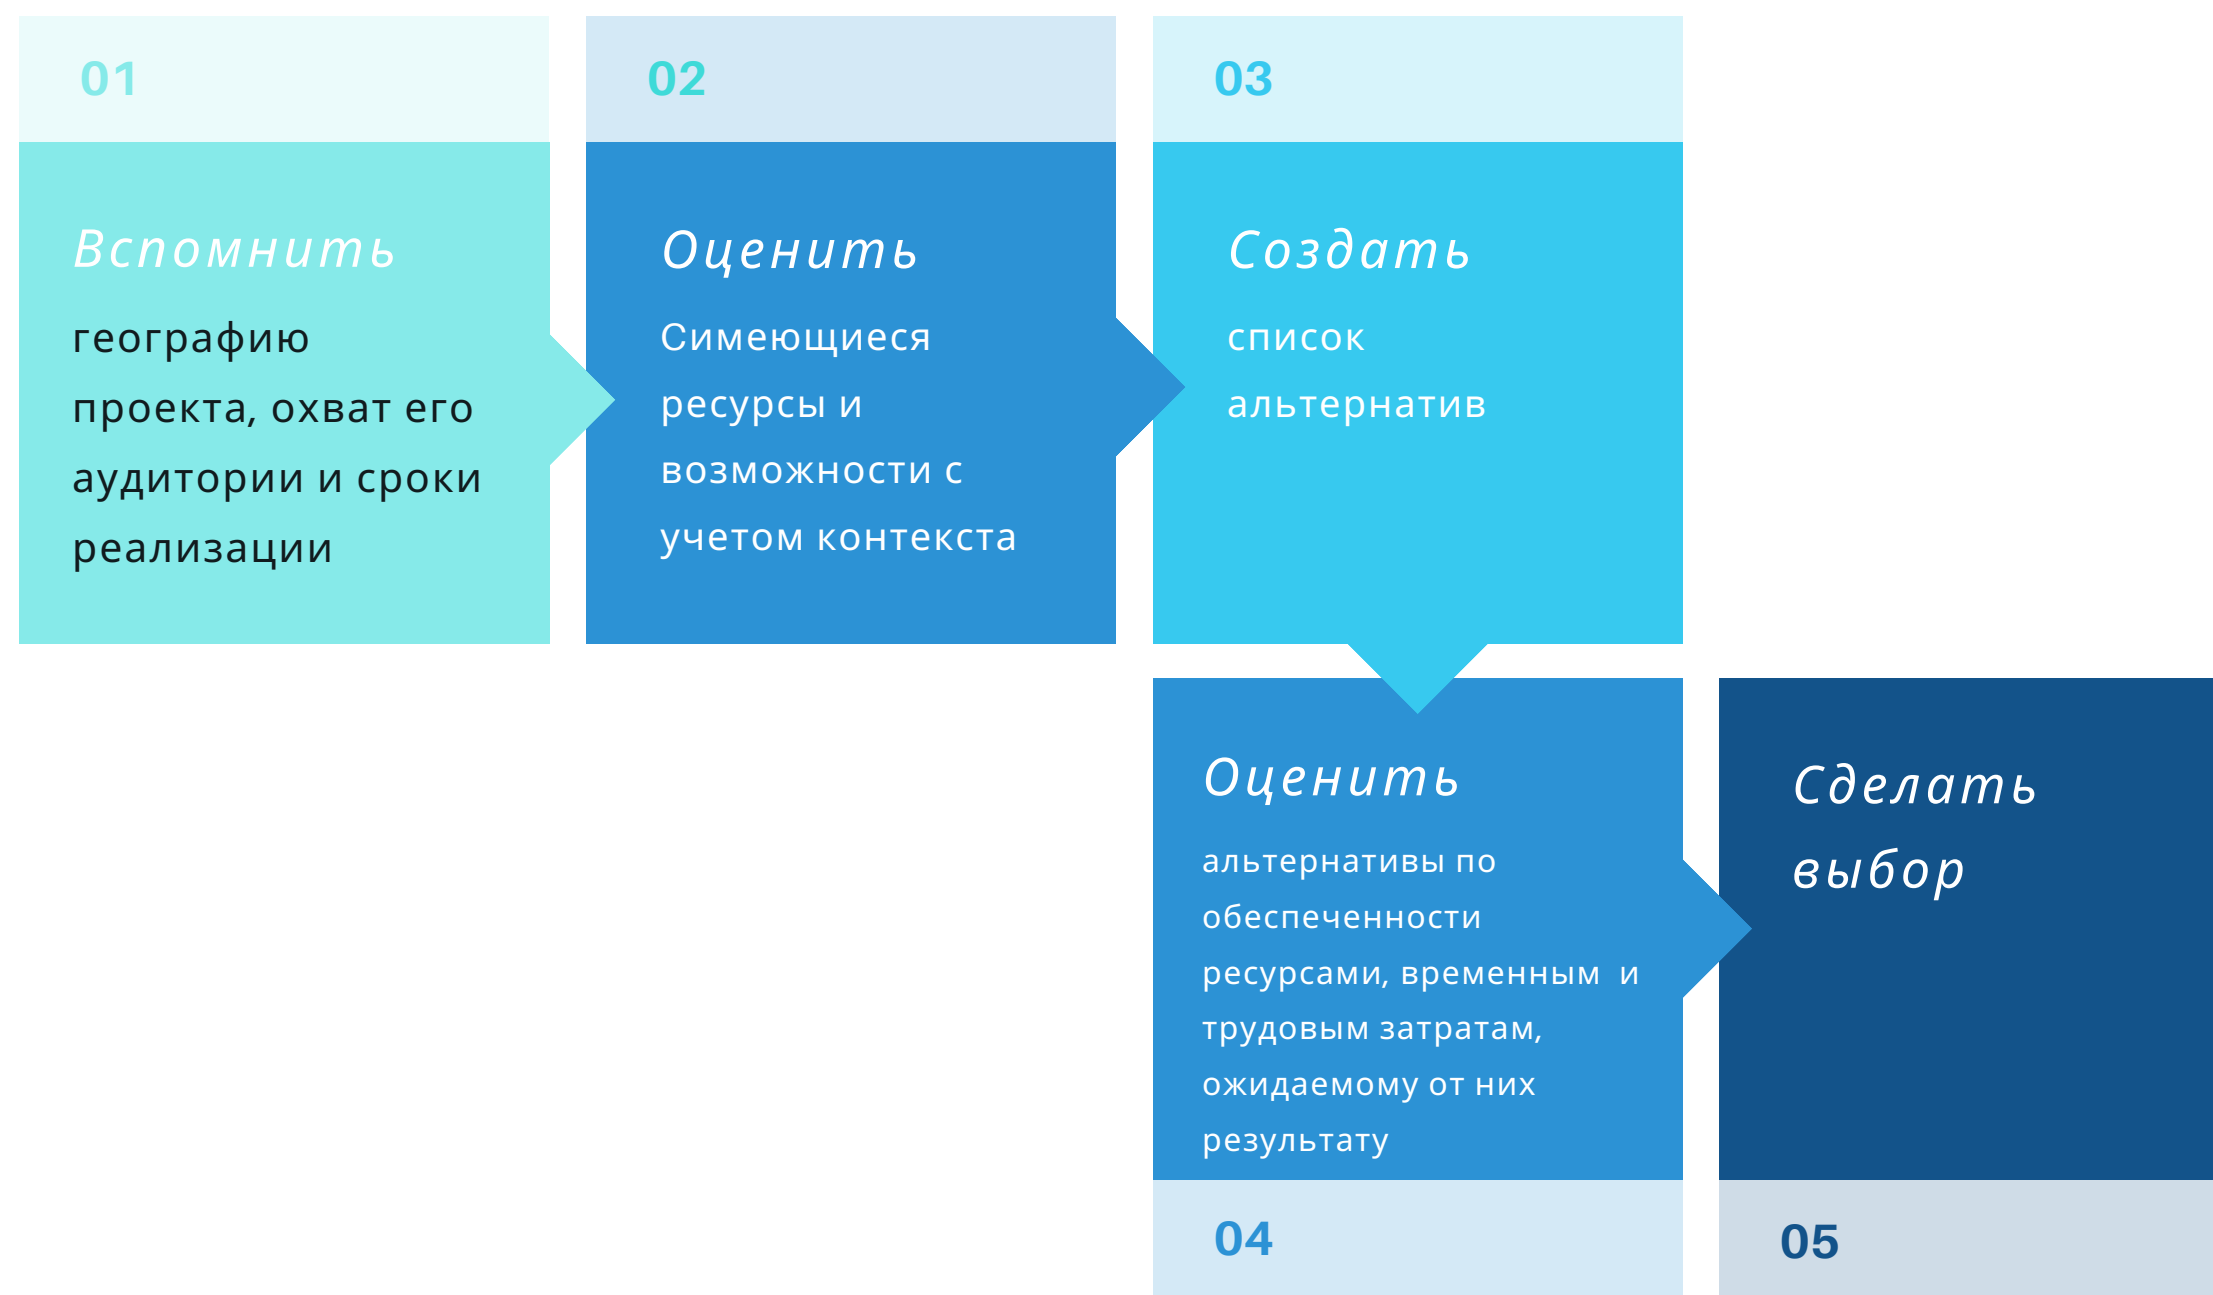 01
Вспомнить
географию
проекта, охват его
аудитории и сроки
реализации
02
Оценить
Симеющиеся
ресурсы и
возможности с
учетом контекста
03
Создать
список
альтернатив
Оценить
альтернативы по
обеспеченности
ресурсами, временным и
трудовым затратам,
ожидаемому от них
результату
04
Сделать
выбор
05